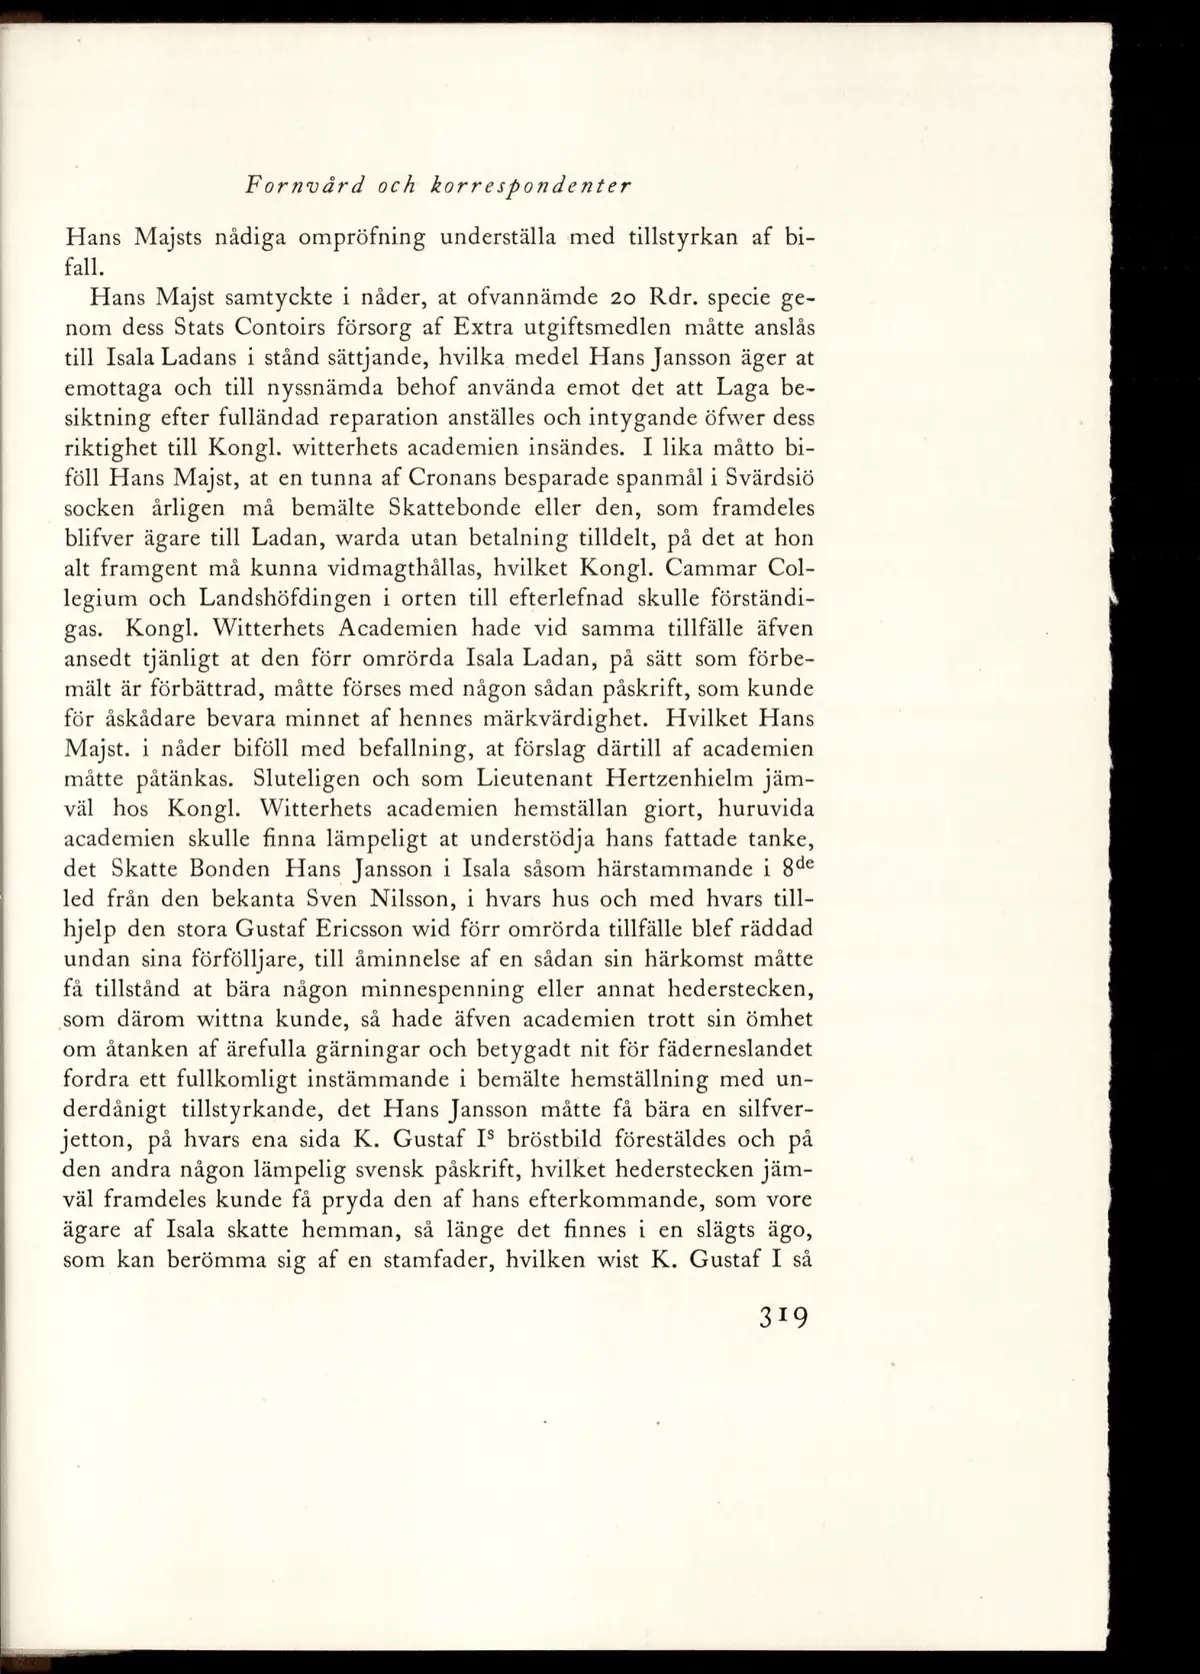 Fornvård och korrespondenter
Hans Majsts nådiga ompröfning underställa med tillstyrkan af bi-
fall.
Hans Majst samtyckte i nåder, at ofvannämde 20 Rdr. specie ge-
nom dess Stats Contoirs försorg af Extra utgiftsmedlen måtte anslås
till Isala Ladans i stånd sättjande, hvilka medel Hans Jansson äger at
emottaga och till nyssnämda behof använda emot det att Laga be-
siktning efter fulländad reparation anställes och intygande öfwer dess
riktighet till Kongl. witterhets academien insändes. I lika måtto bi-
föll Hans Majst, at en tunna af Cronans besparade spanmål i Svärdsiö
socken årligen må bemälte Skattebonde eller den, som framdeles
blifver ägare till Ladan, warda utan betalning tilldelt, på det at hon
alt framgent må kunna vidmagthållas, hvilket Kongl. Cammar Col-
legium och Landshöfdingen i orten till efterlefnad skulle förständi-
gas. Kongl. Witterhets Academien hade vid samma tillfälle äfven
ansedt tjänligt at den förr omrörda Isala Ladan, på sätt som förbe-
mält är förbättrad, måtte förses med någon sådan påskrift, som kunde
för åskådare bevara minnet af hennes märkvärdighet. Hvilket Hans
Majst. i nåder biföll med befallning, at förslag därtill af academien
måtte påtänkas. Sluteligen och som Lieutenant Hertzenhielm jäm-
väl hos Kongl. Witterhets academien hemställan giort, huruvida
academien skulle finna lämpeligt at understödja hans fattade tanke,
det Skatte Bonden Hans Jansson i Isala såsom härstammande i 8de
led från den bekanta Sven Nilsson, i hvars hus och med hvars till-
hjelp den stora Gustaf Ericsson wid förr omrörda tillfälle blef räddad
undan sina förfölljare, till åminnelse af en sådan sin härkomst måtte
få tillstånd at bära någon minnespenning eller annat hederstecken,
som därom wittna kunde, så hade äfven academien trott sin ömhet
om åtanken af ärefulla gärningar och betygadt nit för fäderneslandet
fordra ett fullkomligt instämmande i bemälte hemställning med un-
derdånigt tillstyrkande, det Hans Jansson måtte få bära en silfver-
jetton, på hvars ena sida K. Gustaf Is bröstbild föreställdes och på
den andra någon lämpelig svensk påskrift, hvilket hederstecken jäm-
väl framdeles kunde få pryda den af hans efterkommande, som vore
ägare af Isala skatte hemman, så länge det finnes i en slägts ägo,
som kan berömma sig af en stamfader, hvilken wist K. Gustaf I så
319